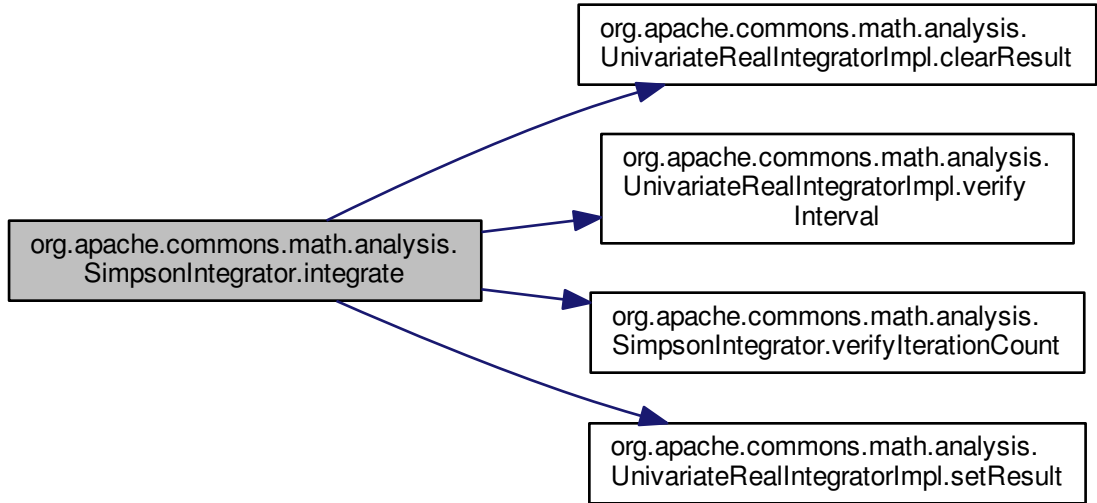 org.apache.commons.math.analysis.
UnivariateRealIntegratorImpl.clearResult
org.apache.commons.math.analysis.
UnivariateRealIntegratorImpl.verify
Interval
org.apache.commons.math.analysis.
SimpsonIntegrator.integrate
org.apache.commons.math.analysis.
SimpsonIntegrator.verifyIterationCount
org.apache.commons.math.analysis.
UnivariateRealIntegratorImpl.setResult